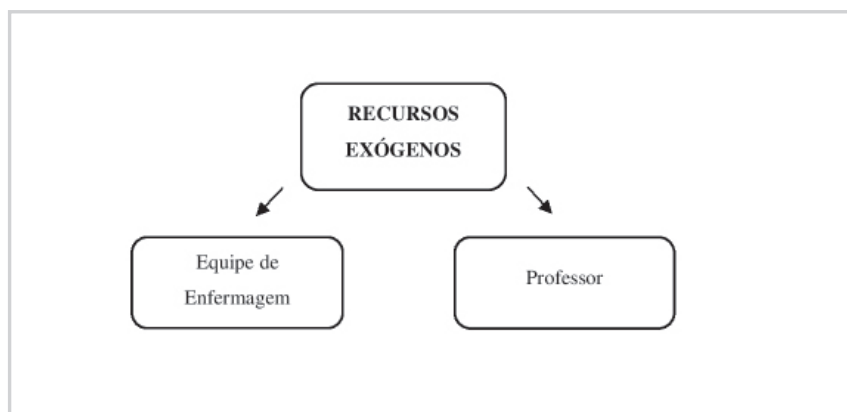 RECURSOS
EXÓGENOS
Equipe de
Enfermagem
Professor